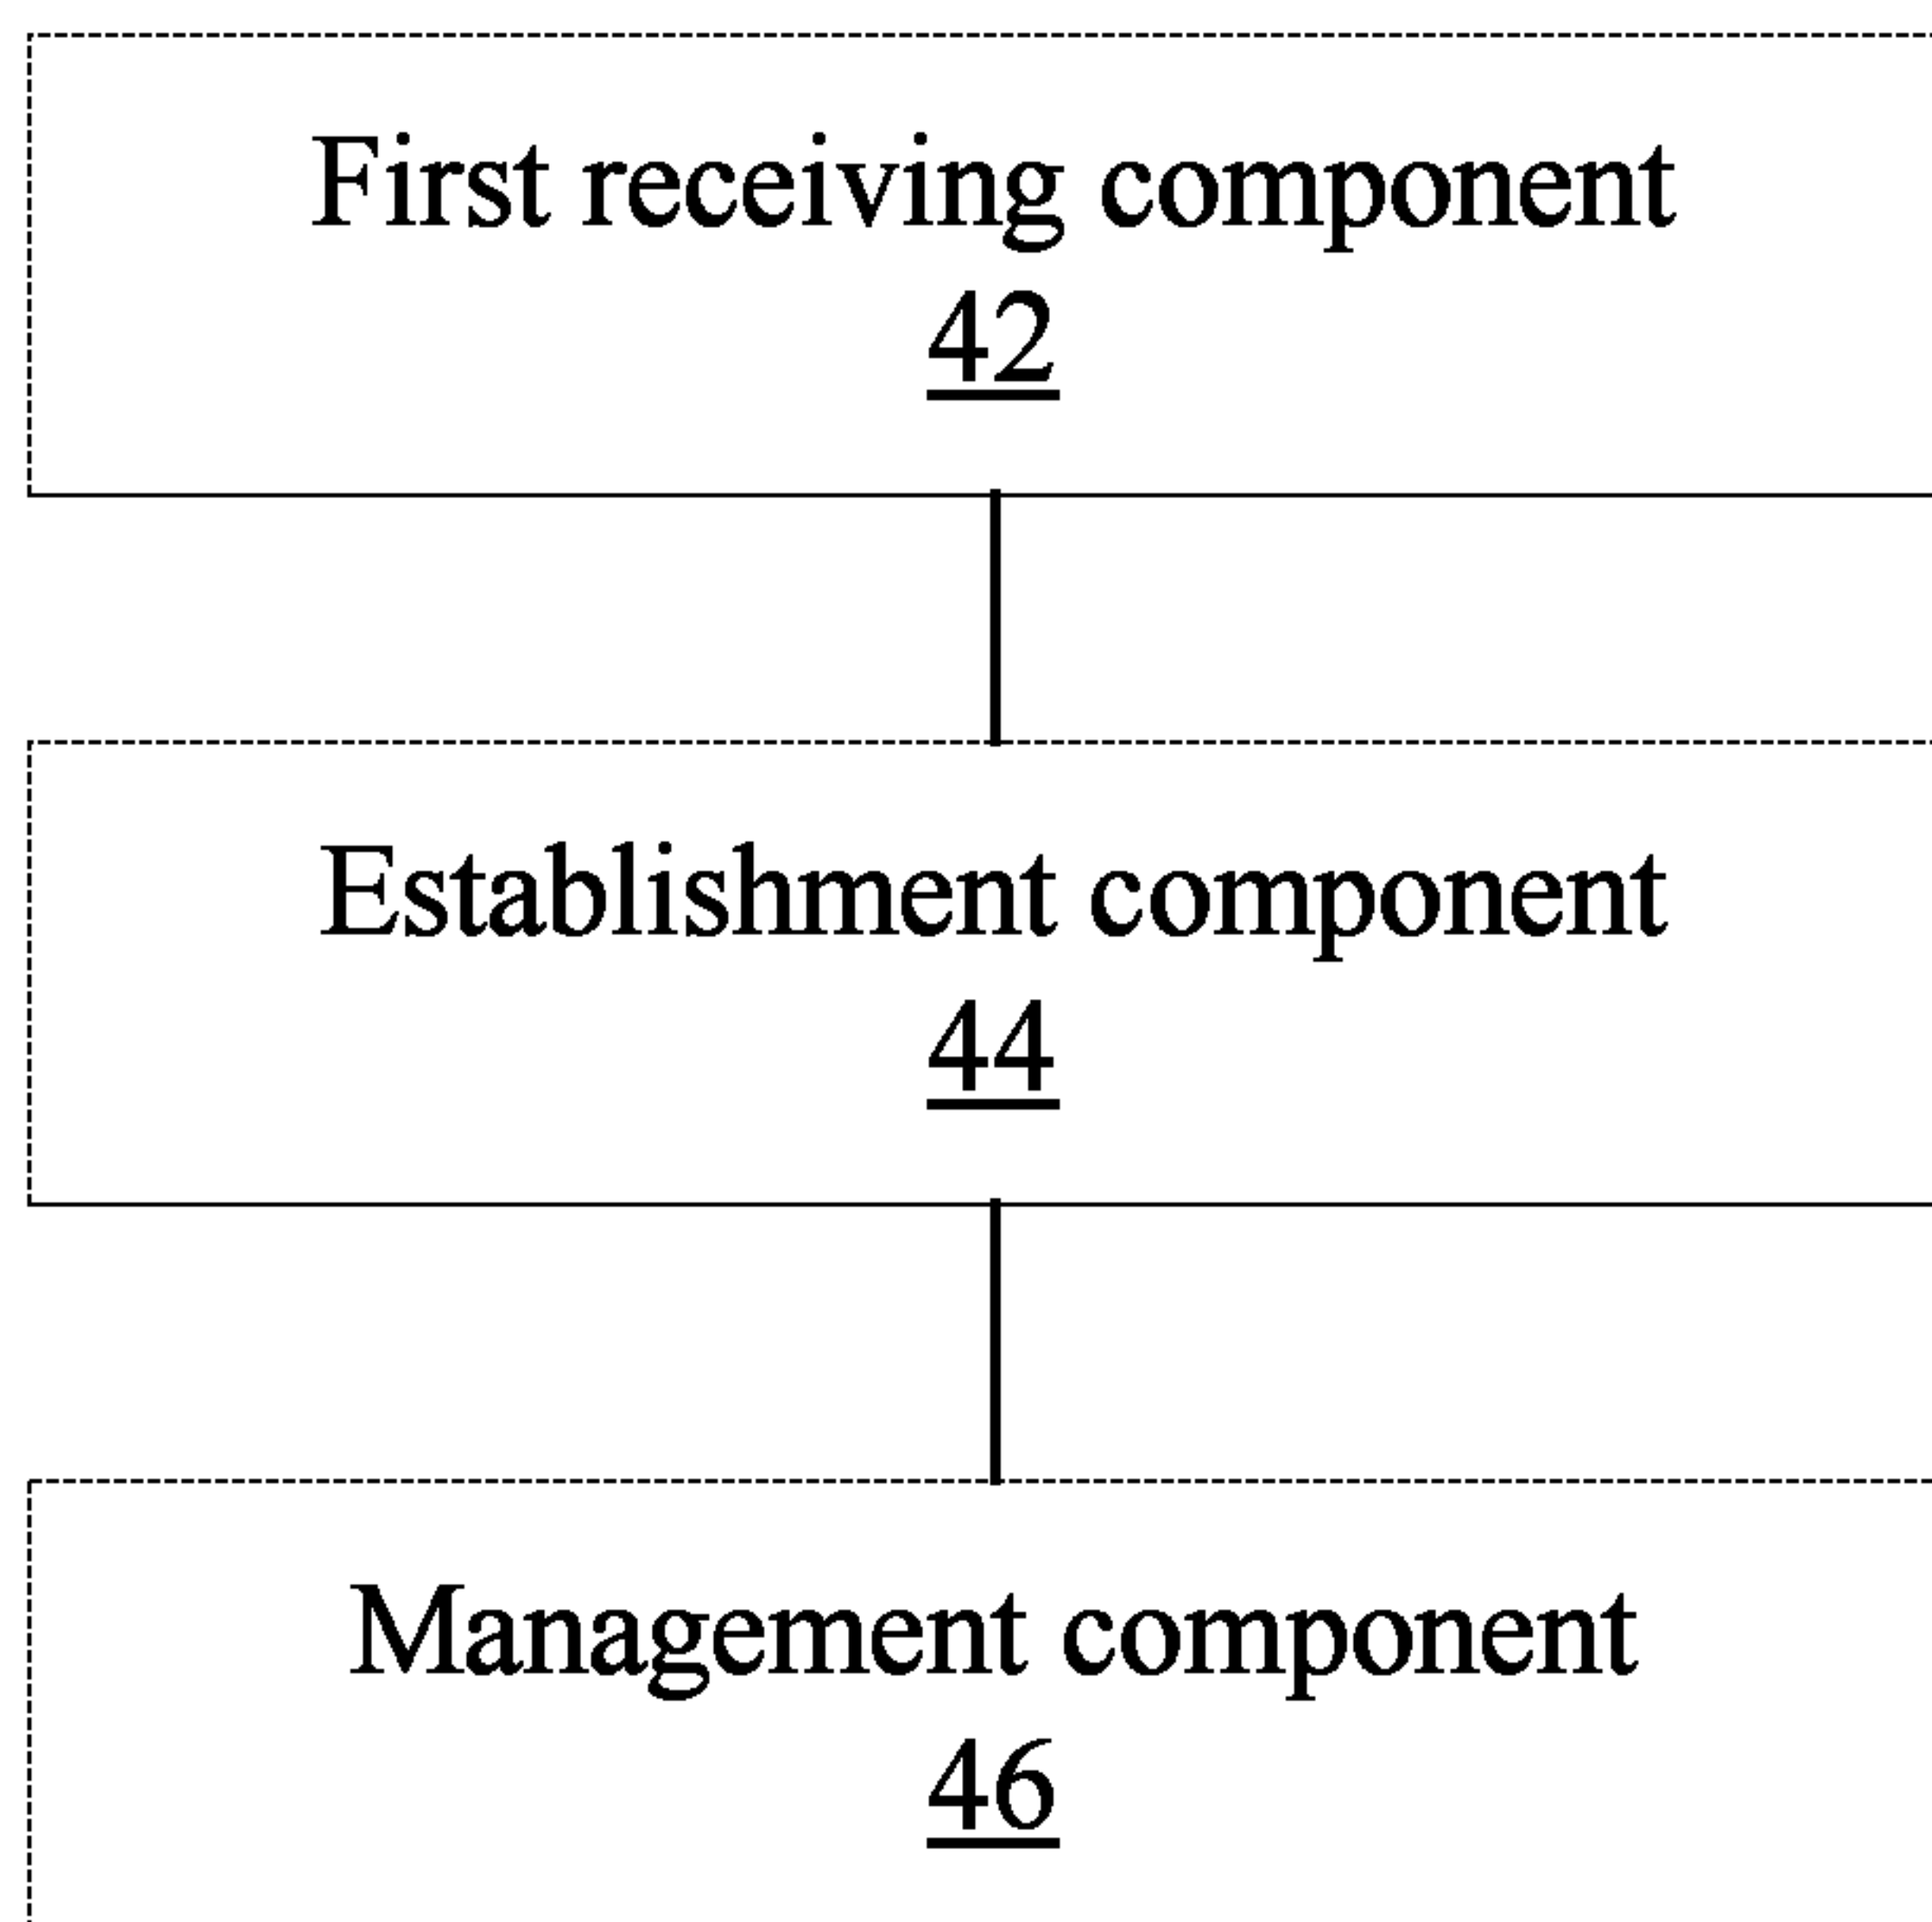 First receiving component
42
Establishment component
44
Management component
46